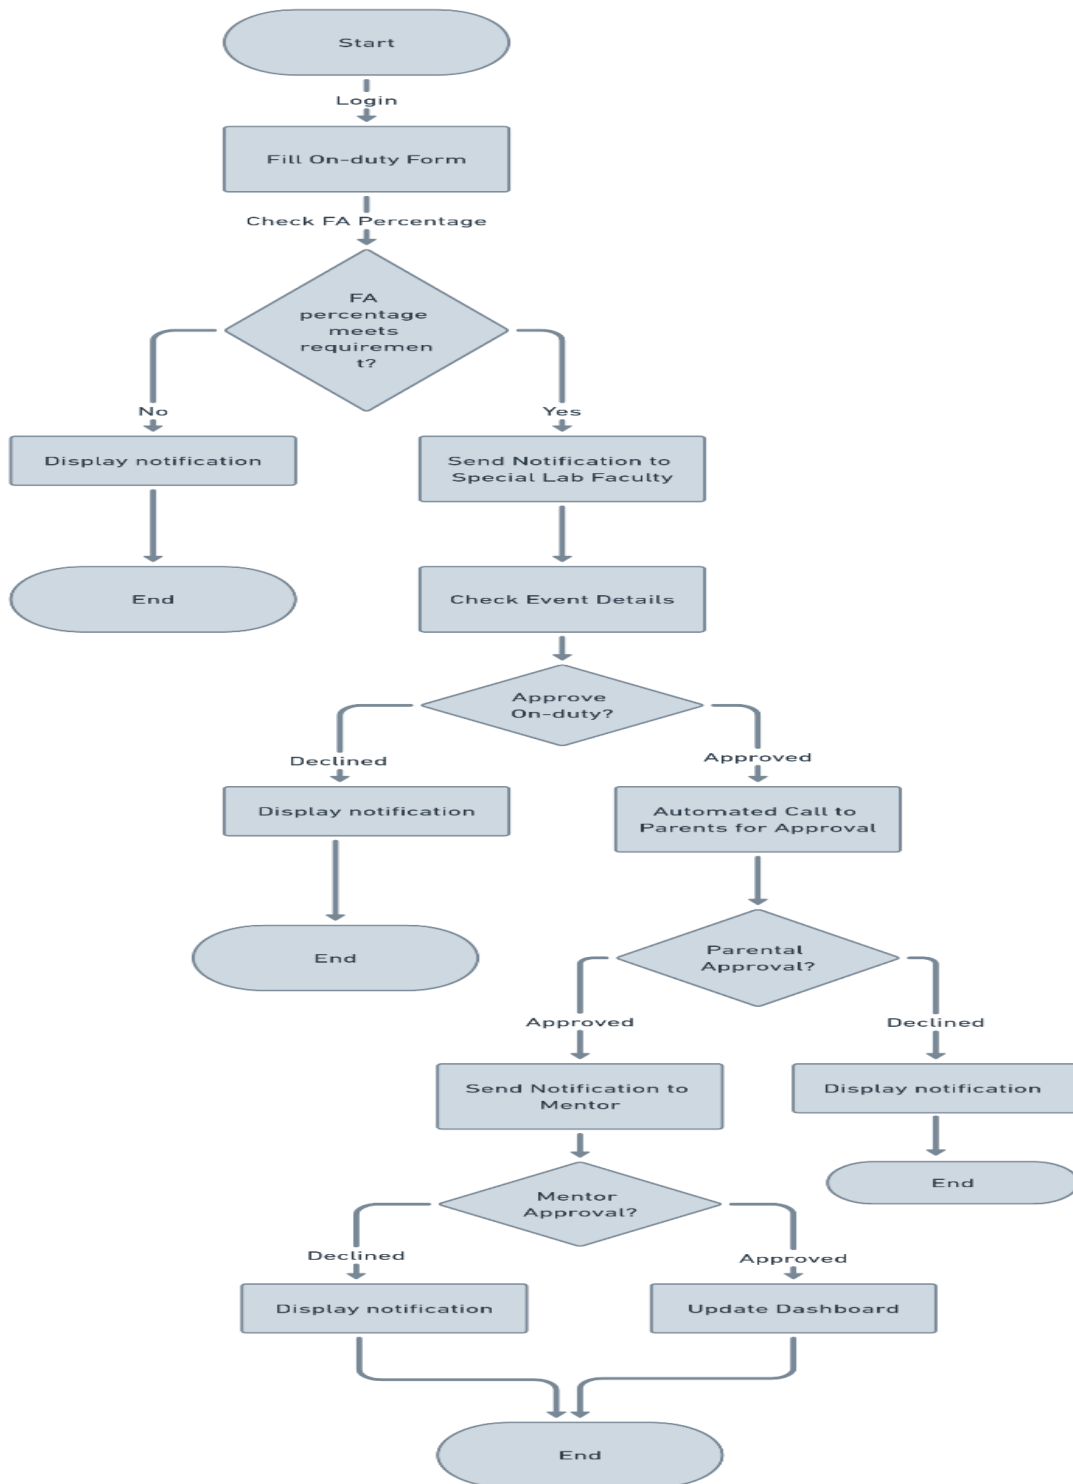 Start
Login
Fill On-duty Form
Check FA Percentage
FA
percentage
meets
requiremen
t?
No
Yes
Display notification
Send Notification to
Special Lab Faculty
End
Check Event Details
Approve
On-duty?
Declined
Approved
Display notification
Automated Call to
Parents for Approval
End
Parental
Approval?
Approved
Declined
Send Notification to
Mentor
Display notification
End
Mentor
Approval?
Declined
Approved
Display notification
Update Dashboard
End